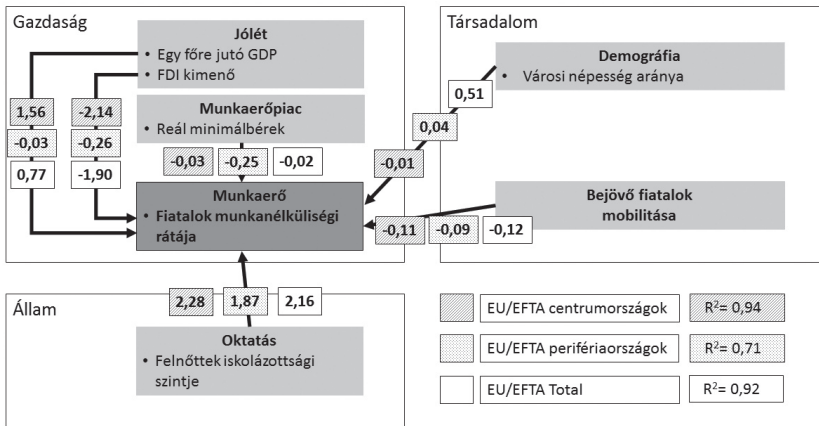 Gazdaság
Jólét
• Egy főre jutó GDP
• FDI kimenő
1,56
-2,14
-0,03
-0,26
0,77
-1,90
Munkaerőpiac
• Reál minimálbérek
-0,03
-0,25
-0,02
Munkaerő
• Fiatalok munkanélküliségi
rátája
Társadalom
Demográfia
• Városi népesség aránya
0,51
0,04
-0,01
Bejövő fiatalok
mobilitása
-0,11
-0,09
-0,12
Állam
2,28
1,87
2,16
Oktatás
• Felnőttek iskolázottsági
szintje
EU/EFTA centrumországok
R²= 0,94
EU/EFTA perifériaországok
R²= 0,71
EU/EFTA Total
R²= 0,92